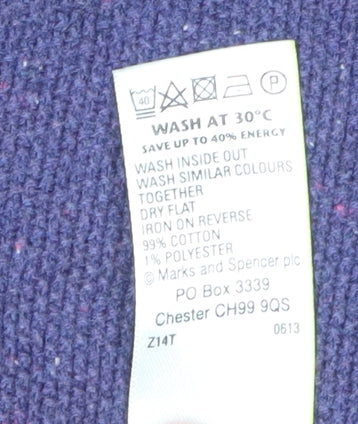 40 P
WASH AT 30°C
SAVE UP TO 40% ENERGY
WASH INSIDE OUT
WASH SIMILAR COLOURS
TOGETHER
DRY FLAT
IRON ON REVERSE
99% COTTON
1% POLYESTER
© Marks and Spencer plc
PO Box 3339
Chester CH99 9QS
Z14T 0613